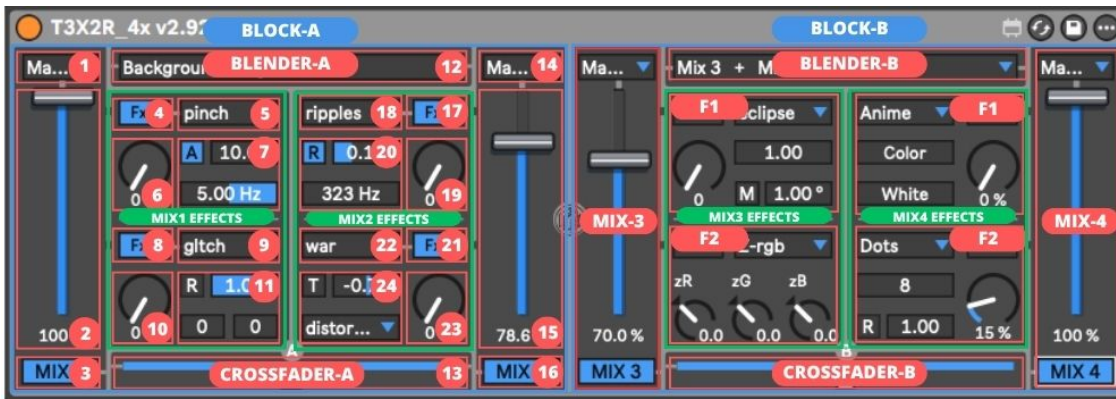 T3X2R_4x v2.92
BLOCK-A
BLOCK-B
Ma... 1
BLENDER-A 12
Ma... 14
Ma...
Mix 3 + BLENDER-B
Ma...
4 pinch 5
ripples 18 17
F1
Anime F1
A 10. 7
R 0.1 20
1.00
Color
6 5.00 Hz
323 Hz 19
0 M 1.00°
White 0 %
MIX1 EFFECTS
MIX2 EFFECTS
MIX-3
MIX3 EFFECTS
MIX4 EFFECTS
MIX-4
8 gltch 9
war 22 21
F2 -rgb
Dots F2
R 1.0 11
T -0. 24
zR zG zB
8
10 0 0
distor... 23
0.0 0.0 0.0
R 1.00 15 %
100 2
78.6 15
70.0 %
100 %
A
B
MIX 3
CROSSFADER-A 13
MIX 16
MIX 3
CROSSFADER-B
MIX 4